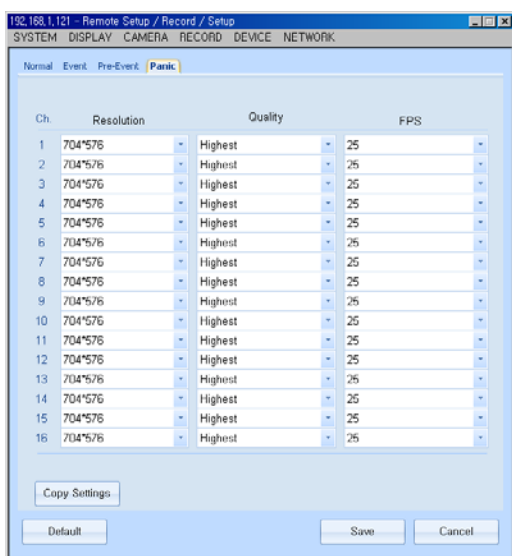 192,168,1,121 - Remote Setup / Record / Setup
SYSTEM DISPLAY CAMERA RECORD DEVICE NETWORK
Normal Event Pre-Event Panic
Ch. Resolution Quality FPS
1 704*576 Highest 25
2 704*576 Highest 25
3 704*576 Highest 25
4 704*576 Highest 25
5 704*576 Highest 25
6 704*576 Highest 25
7 704*576 Highest 25
8 704*576 Highest 25
9 704*576 Highest 25
10 704*576 Highest 25
11 704*576 Highest 25
12 704*576 Highest 25
13 704*576 Highest 25
14 704*576 Highest 25
15 704*576 Highest 25
16 704*576 Highest 25
Copy Settings
Default Save Cancel